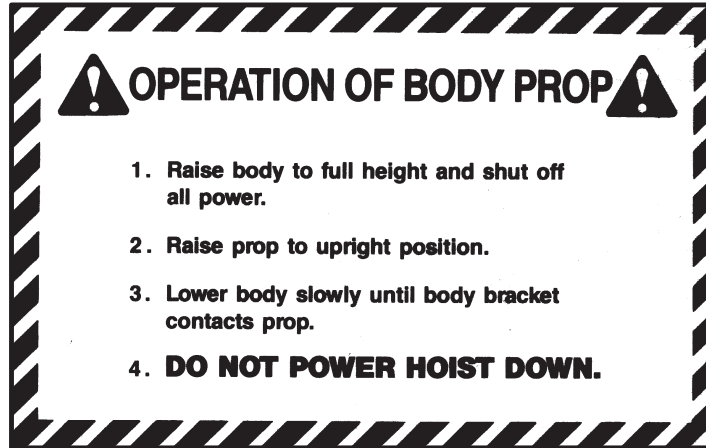 OPERATION OF BODY PROP
1. Raise body to full height and shut off
all power.
2. Raise prop to upright position.
3. Lower body slowly until body bracket
contacts prop.
4. DO NOT POWER HOIST DOWN.